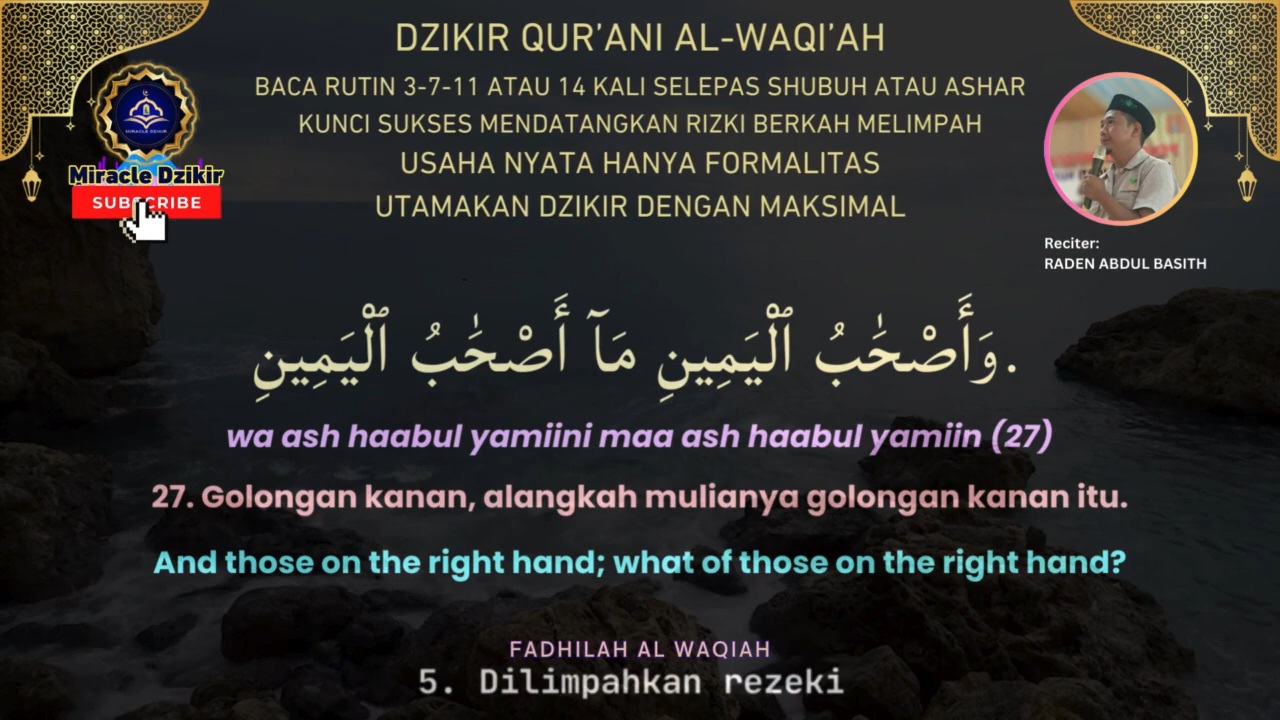 DZIKIR QUR’ANI AL-WAQI’AH
BACA RUTIN 3-7-11 ATAU 14 KALI SELEPAS SHUBUH ATAU ASHAR
KUNCI SUKSES MENDATANGKAN RIZKI BERKAH MELIMPAH
USAHA NYATA HANYA FORMALITAS
UTAMAKAN DZIKIR DENGAN MAKSIMAL
MIRACLE DZIKIR
Miracle Dzikir
SUBSCRIBE
Reciter:
RADEN ABDUL BASITH
وَأَصْحَٰبُ ٱلْيَمِينِ مَآ أَصْحَٰبُ ٱلْيَمِينِ.
wa ash haabul yamiini maa ash haabul yamiin (27)
27. Golongan kanan, alangkah mulianya golongan kanan itu.
And those on the right hand; what of those on the right hand?
FADHILAH AL WAQIAH
5. Dilimpahkan rezeki